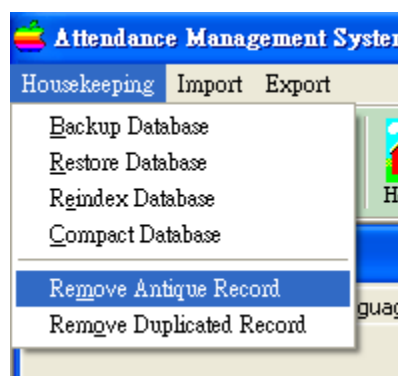 Attendance Management System
Housekeeping Import Export
Backup Database
Restore Database
Reindex Database
Compact Database
Remove Antique Record
Remove Duplicated Record